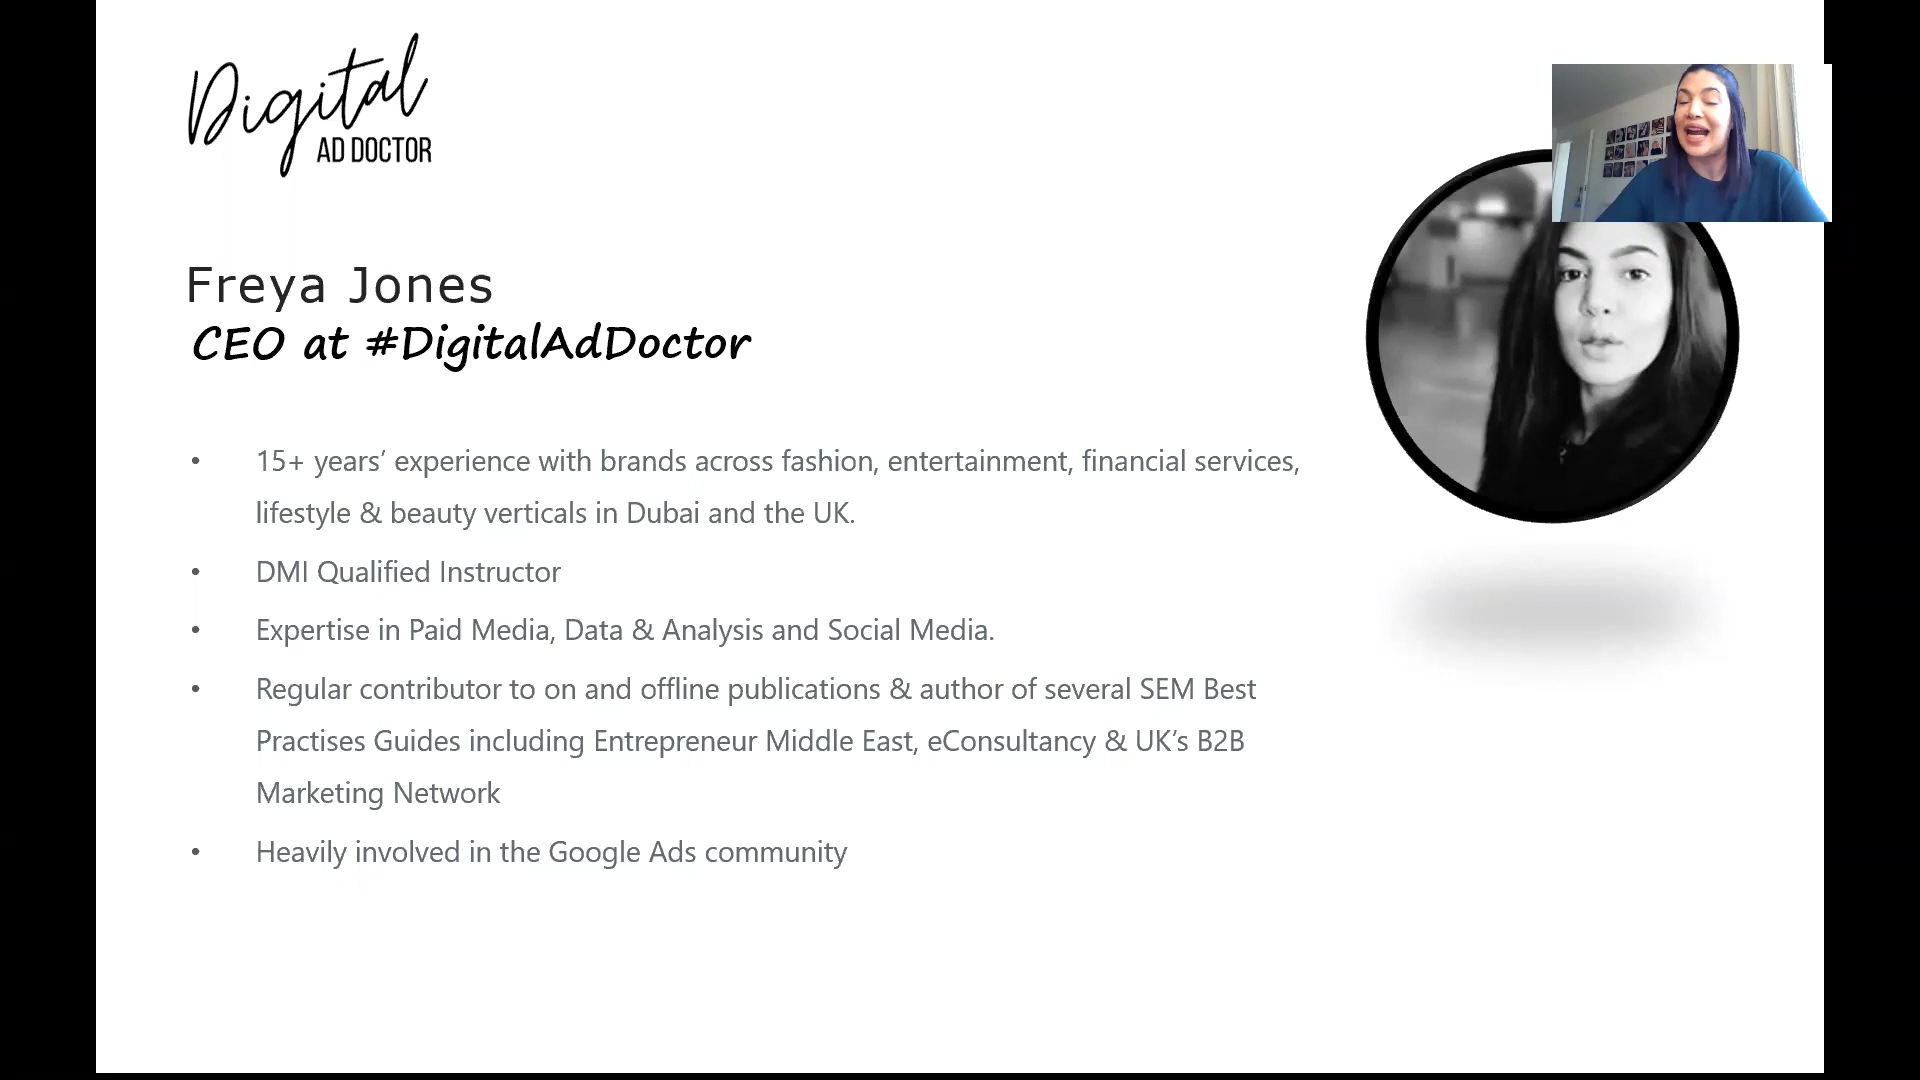 Digital
AD DOCTOR
Freya Jones
CEO at #DigitalAdDoctor
• 15+ years’ experience with brands across fashion, entertainment, financial services,
lifestyle & beauty verticals in Dubai and the UK.
• DMI Qualified Instructor
• Expertise in Paid Media, Data & Analysis and Social Media.
• Regular contributor to on and offline publications & author of several SEM Best
Practises Guides including Entrepreneur Middle East, eConsultancy & UK’s B2B
Marketing Network
• Heavily involved in the Google Ads community